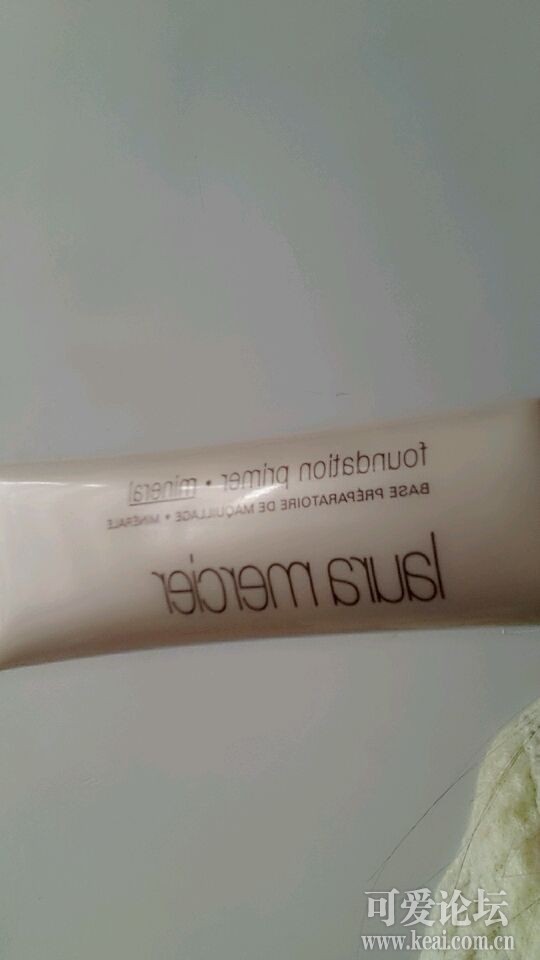 foundation primer • mineral
BASE PRÉPARATOIRE DE MAQUILLAGE • MINÉRALE
laura mercier
可爱论坛
www.keai.com.cn